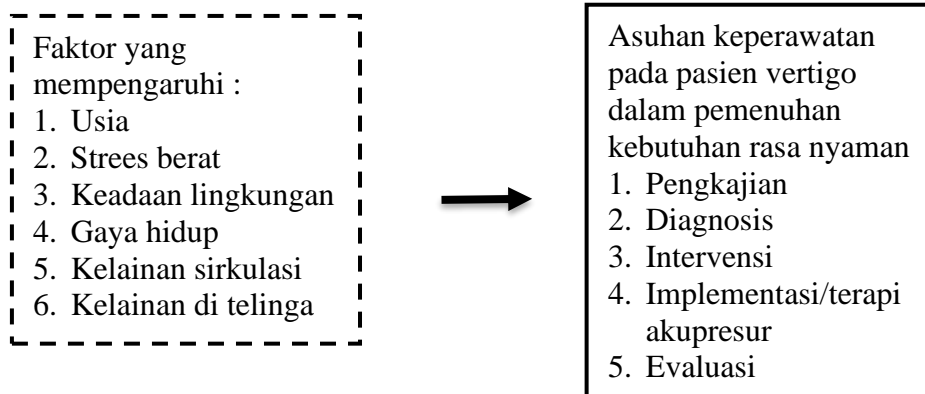 Faktor yang
mempengaruhi :
1. Usia
2. Strees berat
3. Keadaan lingkungan
4. Gaya hidup
5. Kelainan sirkulasi
6. Kelainan di telinga
Asuhan keperawatan
pada pasien vertigo
dalam pemenuhan
kebutuhan rasa nyaman
1. Pengkajian
2. Diagnosis
3. Intervensi
4. Implementasi/terapi
akupresur
5. Evaluasi